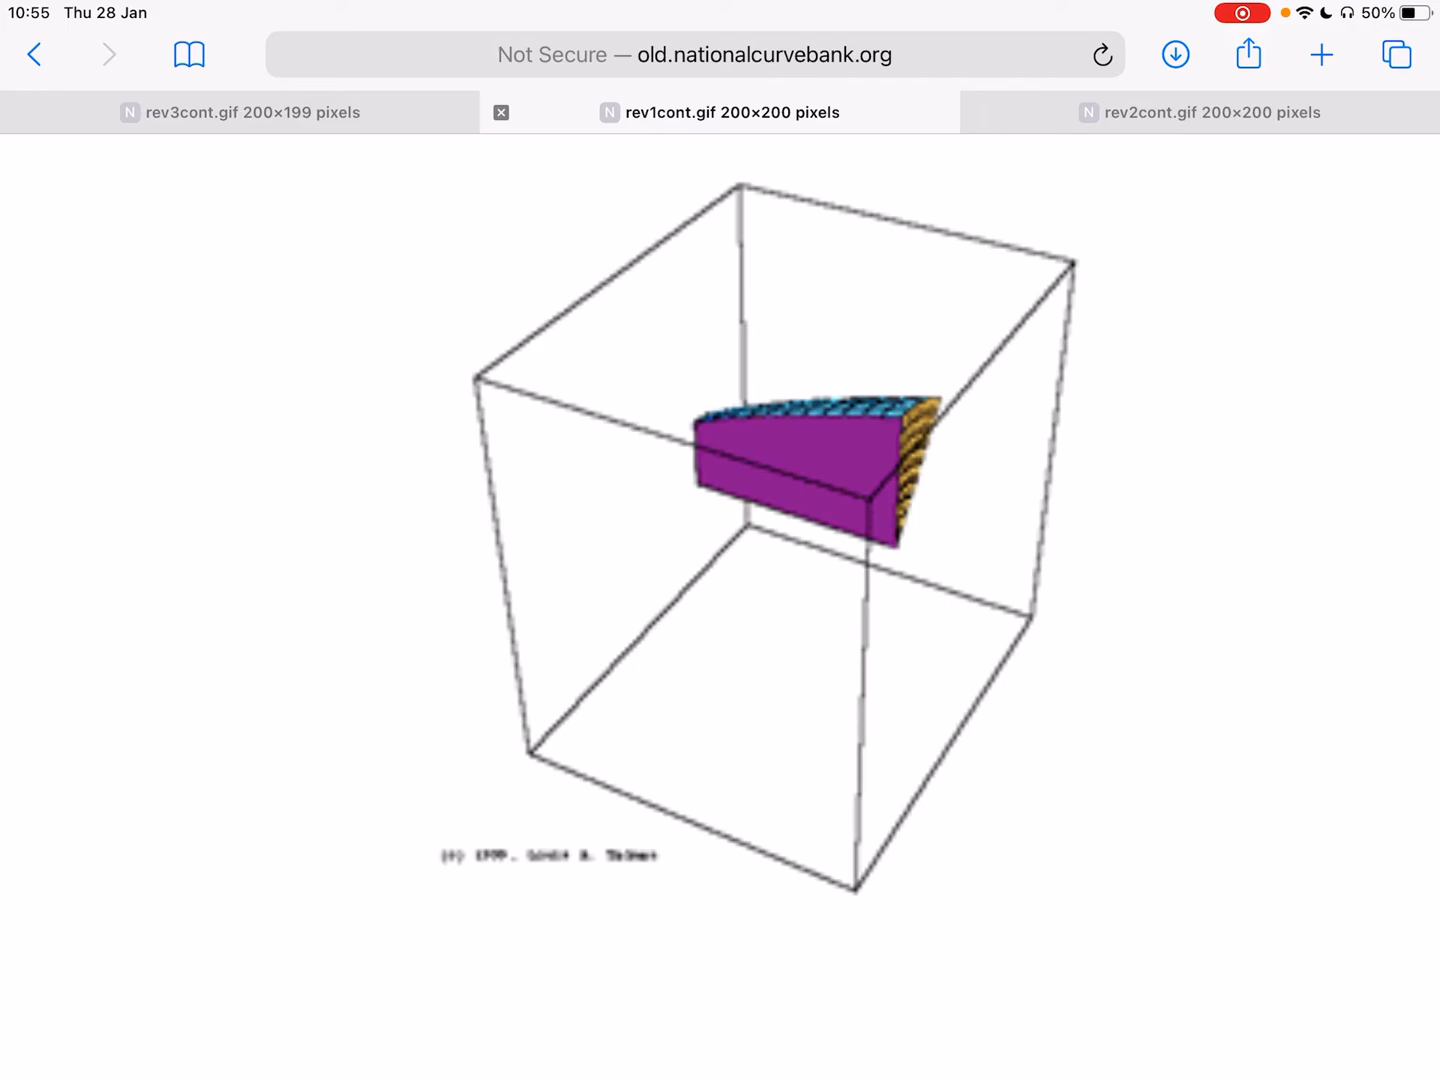 10:55 Thu 28 Jan 50%
Not Secure — old.nationalcurvebank.org
N rev3cont.gif 200×199 pixels N rev1cont.gif 200×200 pixels N rev2cont.gif 200×200 pixels